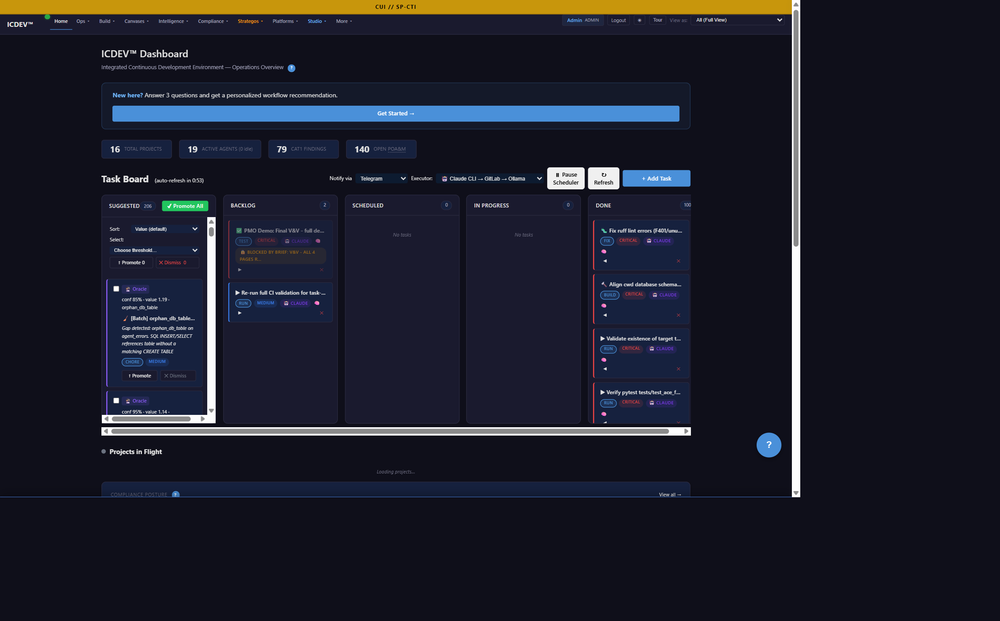 CUI // SP-CTI
ICDEV™
Home
Ops
Build
Canvases
Intelligence
Compliance
Strategos
Platforms
Studio
More
Admin ADMIN
Logout
Tour
View as:
All (Full View)
ICDEV™ Dashboard
Integrated Continuous Development Environment — Operations Overview ?
New here? Answer 3 questions and get a personalized workflow recommendation.
Get Started →
16 TOTAL PROJECTS
19 ACTIVE AGENTS (0 idle)
79 CAT1 FINDINGS
140 OPEN POA&M
Task Board (auto-refresh in 0:53)
Notify via
Telegram
Executor:
Claude CLI → GitLab → Ollama
Pause
Scheduler
↻
Refresh
+ Add Task
SUGGESTED 206
✓ Promote All
Sort:
Value (default)
Select:
Choose threshold...
↑ Promote 0
✕ Dismiss 0
Oracle
conf 85% · value 1.19 ·
orphan_db_table
[Batch] orphan_db_table...
Gap detected: orphan_db_table on
agent_errors. SQL INSERT/SELECT
references table without a
matching CREATE TABLE
CHORE
MEDIUM
↑ Promote
✕ Dismiss
Oracle
conf 95% · value 1.14 ·
BACKLOG 2
PMO Demo: Final V&V - full de...
TEST
CRITICAL
CLAUDE
BLOCKED BY BRIEF: V&V - ALL 4
PAGES R...
▶ ✕
▶ Re-run full CI validation for task-...
RUN
MEDIUM
CLAUDE
▶ ✕
SCHEDULED 0
No tasks
IN PROGRESS 0
No tasks
DONE 100
Fix ruff lint errors (F401/unu...
FIX
CRITICAL
CLAUDE
◀ ✕
Align cwd database schema...
BUILD
CRITICAL
CLAUDE
◀ ✕
▶ Validate existence of target t...
RUN
CRITICAL
CLAUDE
◀ ✕
▶ Verify pytest tests/test_ace_f...
RUN
CRITICAL
CLAUDE
Projects in Flight
Loading projects...
COMPLIANCE POSTURE ?
View all →
?